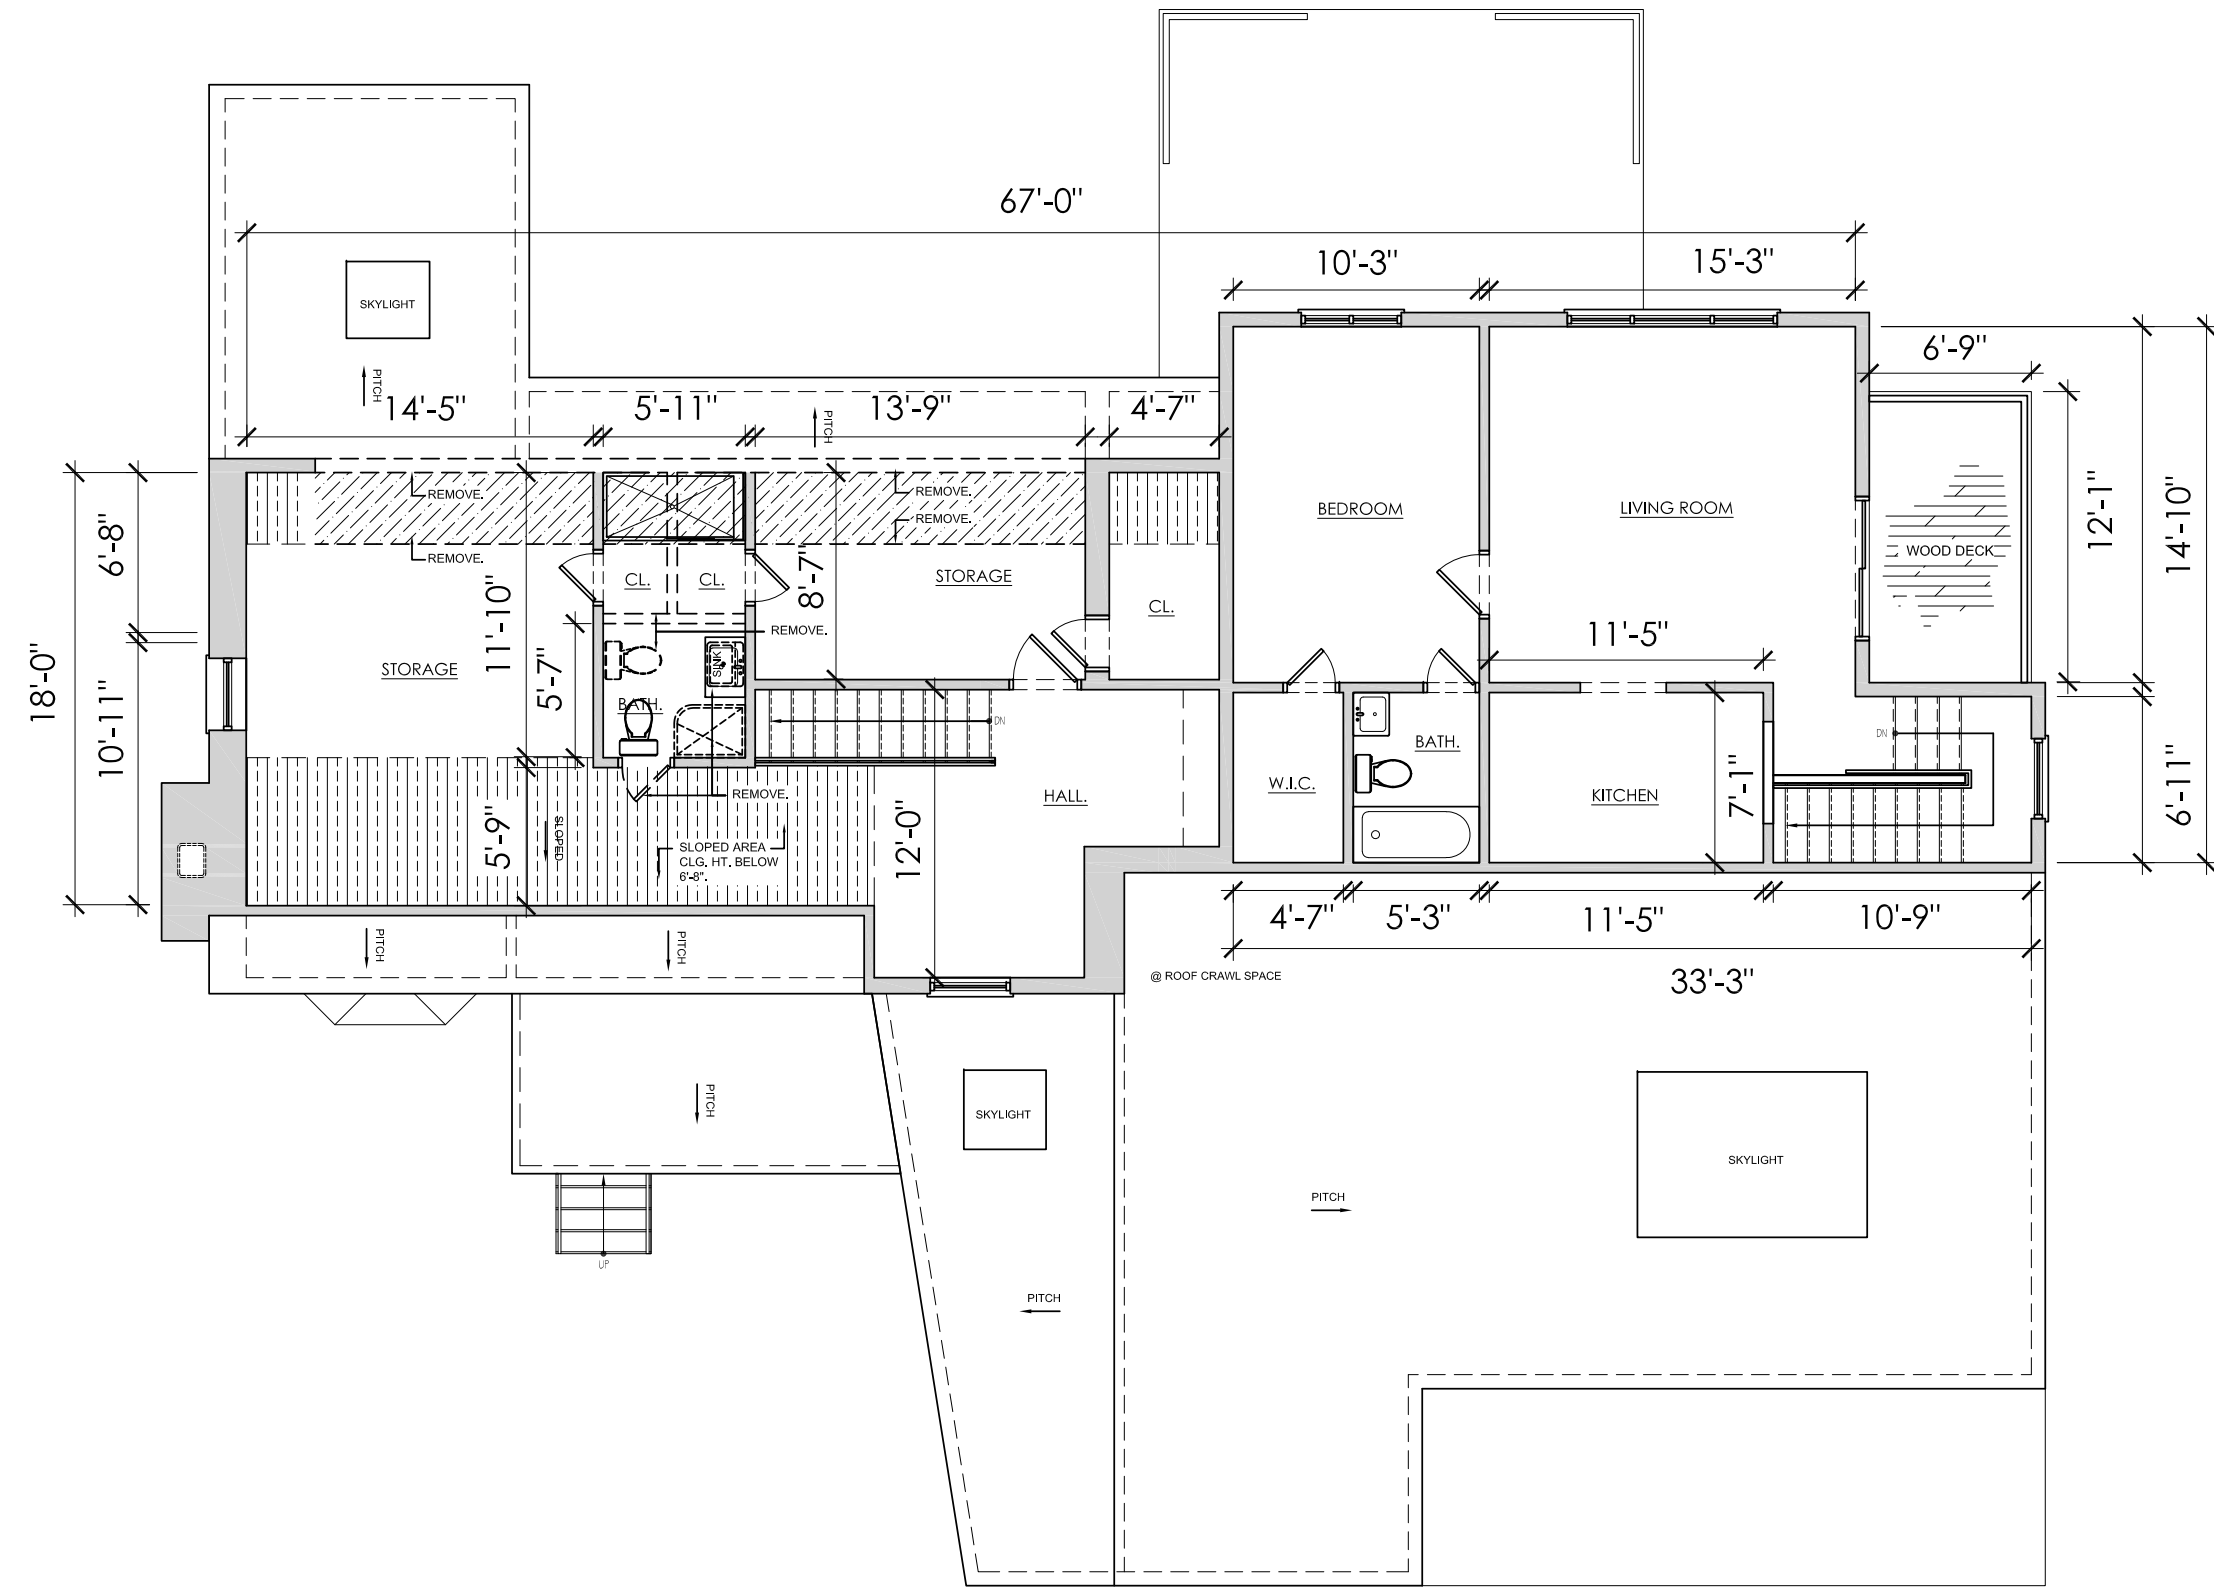 67'-0"
10'-3"
15'-3"
SKYLIGHT
6'-9"
PITCH
14'-5"
5'-11"
13'-9"
PITCH
4'-7"
REMOVE.
REMOVE.
REMOVE.
REMOVE.
BEDROOM
LIVING ROOM
WOOD DECK
12'-1"
14'-10"
6'-8"
18'-0"
10'-11"
STORAGE
11'-10"
5'-7"
CL.
CL.
8'-7"
STORAGE
CL.
REMOVE.
SINK
BATH.
11'-5"
DN
DN
BATH.
W.I.C.
KITCHEN
7'-1"
6'-11"
HALL.
REMOVE.
SLOPED
5'-9"
SLOPED AREA
CLG. HT. BELOW
6'-8".
12'-0"
4'-7"
5'-3"
11'-5"
10'-9"
PITCH
PITCH
@ ROOF CRAWL SPACE
33'-3"
PITCH
SKYLIGHT
SKYLIGHT
PITCH
UP
PITCH